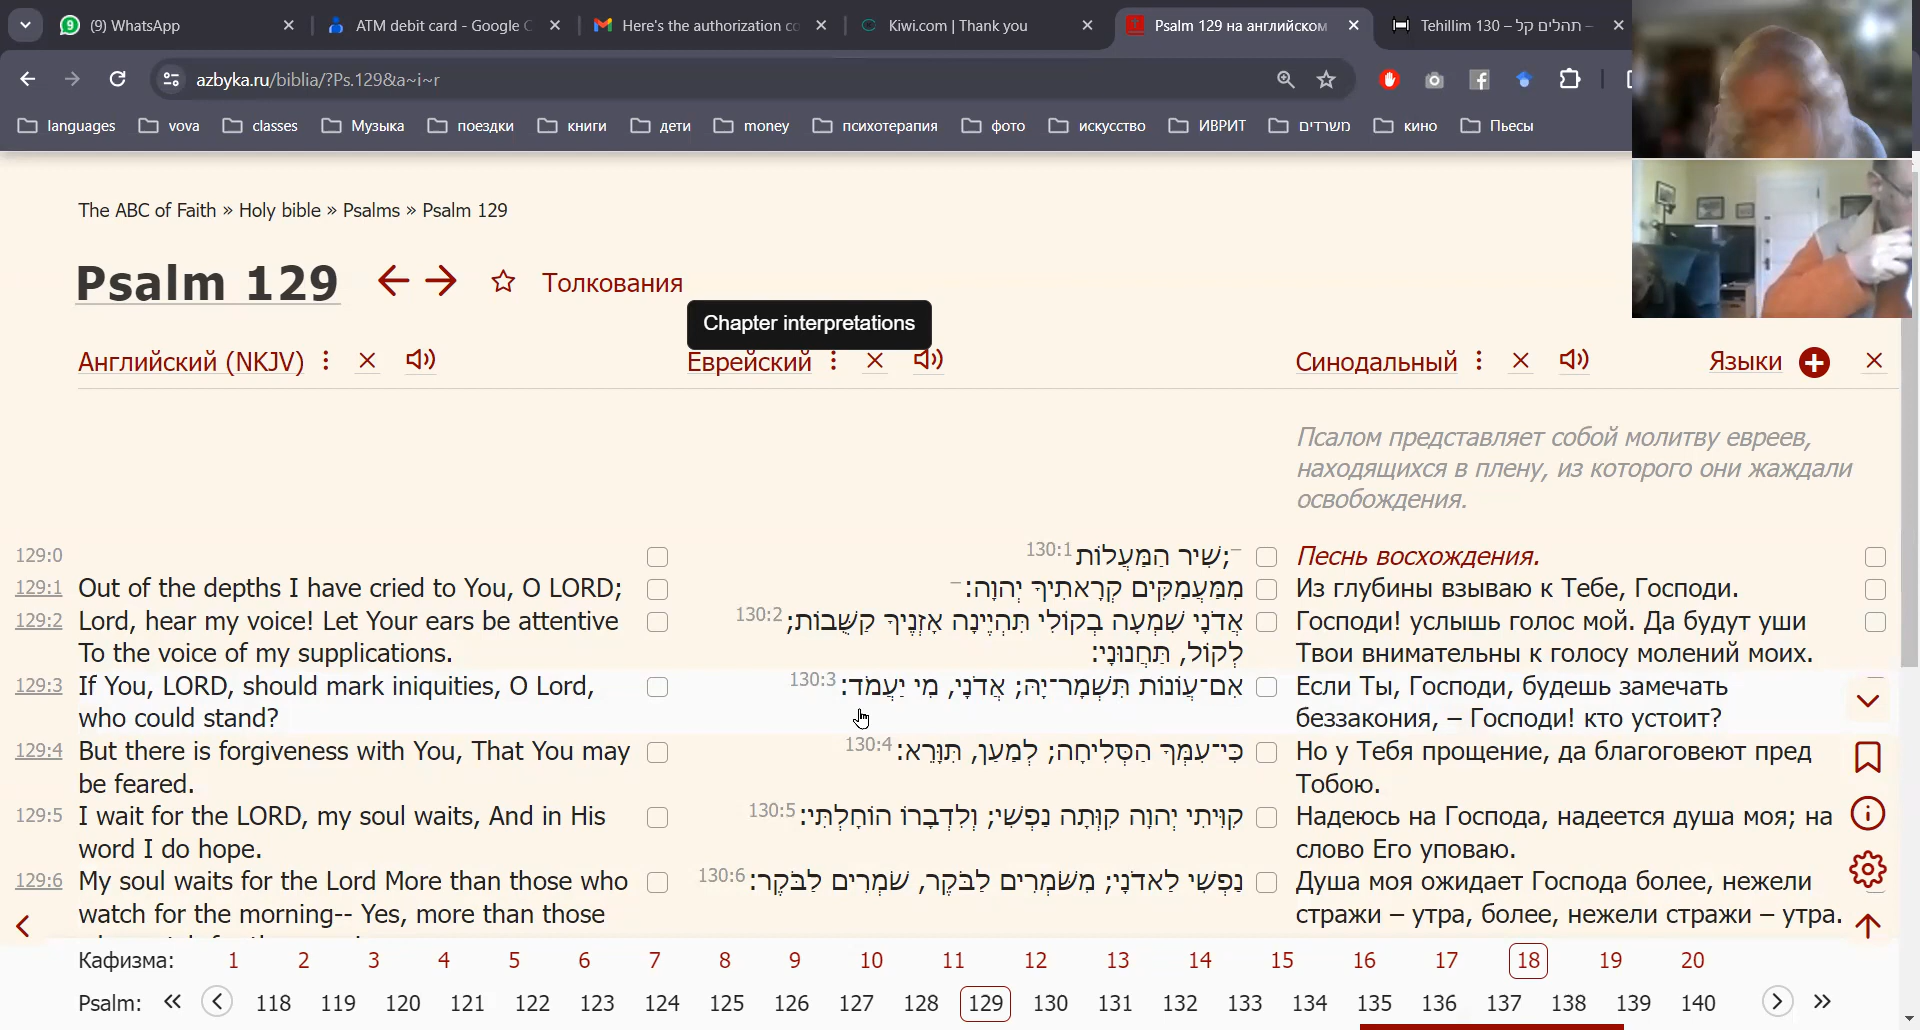 (9) WhatsApp
ATM debit card - Google C
Here's the authorization co
Kiwi.com | Thank you
Psalm 129 на английском
Tehillim 130 – תהלים קל –
azbyka.ru/biblia/?Ps.129&a~i~r
languages vova classes Музыка поездки книги дети money психотерапия фото искусство ИВРИТ משרדים кино Пьесы
The ABC of Faith » Holy bible » Psalms » Psalm 129
Psalm 129
Толкования
Chapter interpretations
Английский (NKJV)
Еврейский
Синодальный
Языки
Псалом представляет собой молитву евреев,
находящихся в плену, из которого они жаждали
освобождения.
129:0
129:1 Out of the depths I have cried to You, O LORD;
129:2 Lord, hear my voice! Let Your ears be attentive
To the voice of my supplications.
129:3 If You, LORD, should mark iniquities, O Lord,
who could stand?
129:4 But there is forgiveness with You, That You may
be feared.
129:5 I wait for the LORD, my soul waits, And in His
word I do hope.
129:6 My soul waits for the Lord More than those who
watch for the morning-- Yes, more than those
130:1 שִׁיר הַמַּעֲלוֹת;–
מִמַּעֲמַקִּים קְרָאתִיךָ יְהוָה:–
130:2 אֲדֹנָי שִׁמְעָה בְקוֹלִי תִּהְיֶינָה אָזְנֶיךָ קַשֻּׁבוֹת;
לְקוֹל, תַּחֲנוּנָי:
130:3 אִם־עֲוֺנוֹת תִּשְׁמָר־יָהּ; אֲדֹנָי, מִי יַעֲמֹד:
130:4 כִּי־עִמְּךָ הַסְּלִיחָה; לְמַעַן, תִּוָּרֵא:
130:5 קִוִּיתִי יְהוָה קִוְּתָה נַפְשִׁי; וְלִדְבָרוֹ הוֹחָלְתִּי:
130:6 נַפְשִׁי לַאדֹנָי; מִשֹּׁמְרִים לַבֹּקֶר, שֹׁמְרִים לַבֹּקֶר:
Песнь восхождения.
Из глубины взываю к Тебе, Господи.
Господи! услышь голос мой. Да будут уши
Твои внимательны к голосу молений моих.
Если Ты, Господи, будешь замечать
беззакония, – Господи! кто устоит?
Но у Тебя прощение, да благоговеют пред
Тобою.
Надеюсь на Господа, надеется душа моя; на
слово Его уповаю.
Душа моя ожидает Господа более, нежели
стражи – утра, более, нежели стражи – утра.
Кафизма: 1 2 3 4 5 6 7 8 9 10 11 12 13 14 15 16 17 18 19 20
Psalm: 118 119 120 121 122 123 124 125 126 127 128 129 130 131 132 133 134 135 136 137 138 139 140